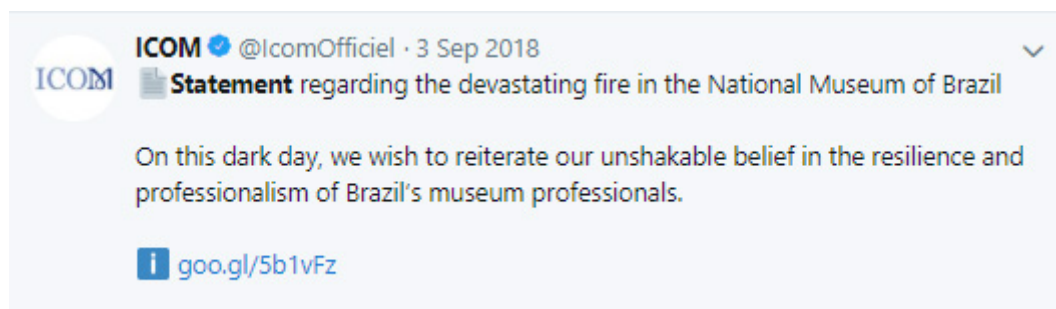 ICOM @IcomOfficiel · 3 Sep 2018
ICOM
Statement regarding the devastating fire in the National Museum of Brazil
On this dark day, we wish to reiterate our unshakable belief in the resilience and
professionalism of Brazil's museum professionals.
i goo.gl/5b1vFz